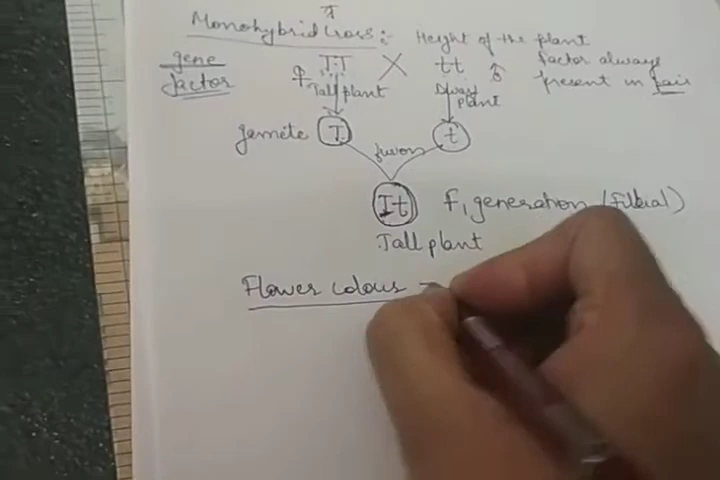 Monohybrid Cross:- Height of the plant
gene
factor
♀ TT X tt ♂
Tall plant
Dwarf plant
factor always
present in pair
gamete T t
fusion
Tt F1 generation (filial)
Tall plant
Flower colour -